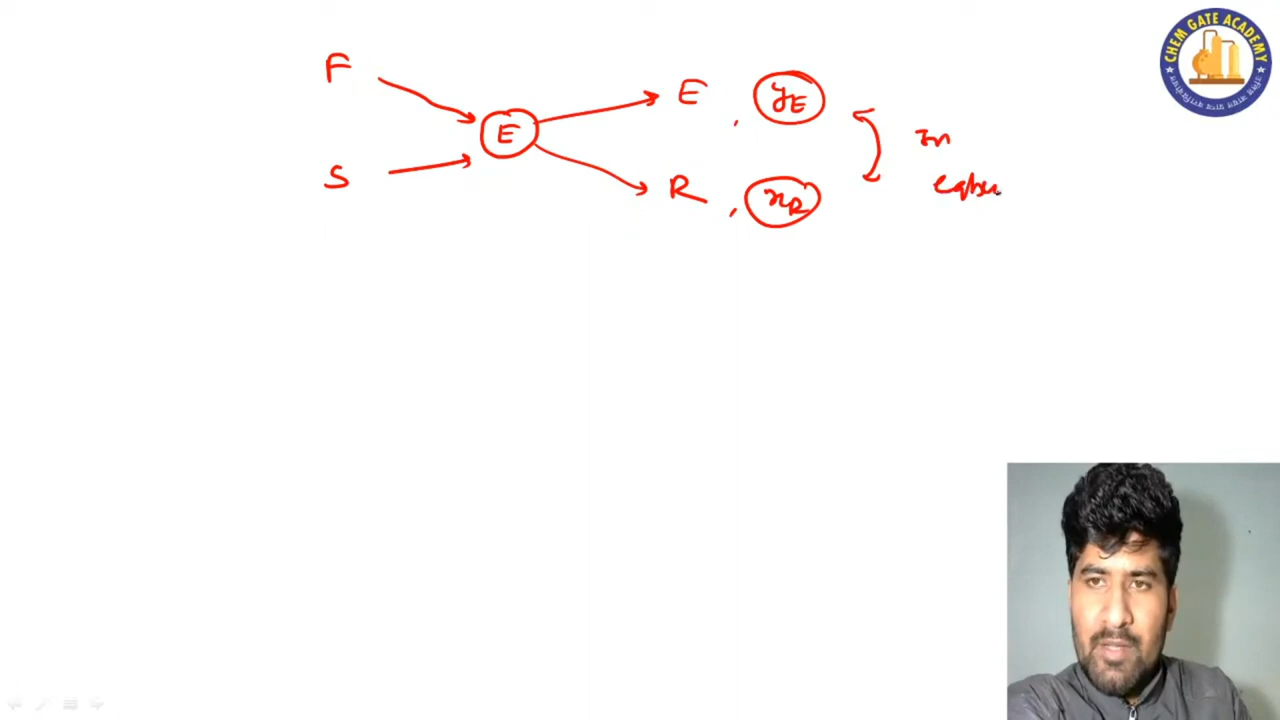 CHEM GATE ACADEMY
F
S
E
E , yE
R , xR
In
eqbm